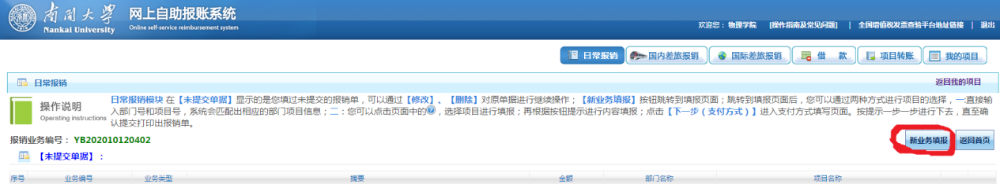 南开大学 网上自助报账系统
Nankai University Online self-service reimbursement system
欢迎您： 物理学院 [操作指南及常见问题] | 全国增值税发票查验平台地址链接 | 退出
日常报销 国内差旅报销 国际差旅报销 借 款 项目转账 我的项目
日常报销 返回我的项目
操作说明
Operating instructions
日常报销模块 在【未提交单据】显示的是您填过未提交的报销单，可以通过【修改】、【删除】对原单据进行继续操作；【新业务填报】按钮跳转到填报页面；跳转到填报页面后，您可以通过两种方式进行项目的选择，一:直接输
入部门号和项目号，系统会匹配出相应的部门项目信息；二：您可以点击页面中的?，选择项目进行填报；再根据按钮提示进行内容填报；点击【下一步（支付方式）】进入支付方式填写页面。按提示一步一步进行下去，直至确
认提交打印出报销单。
报销业务编号： YB202010120402 新业务填报 返回首页
【未提交单据】：
序号 业务编号 业务类型 摘要 金额 部门名称 项目名称